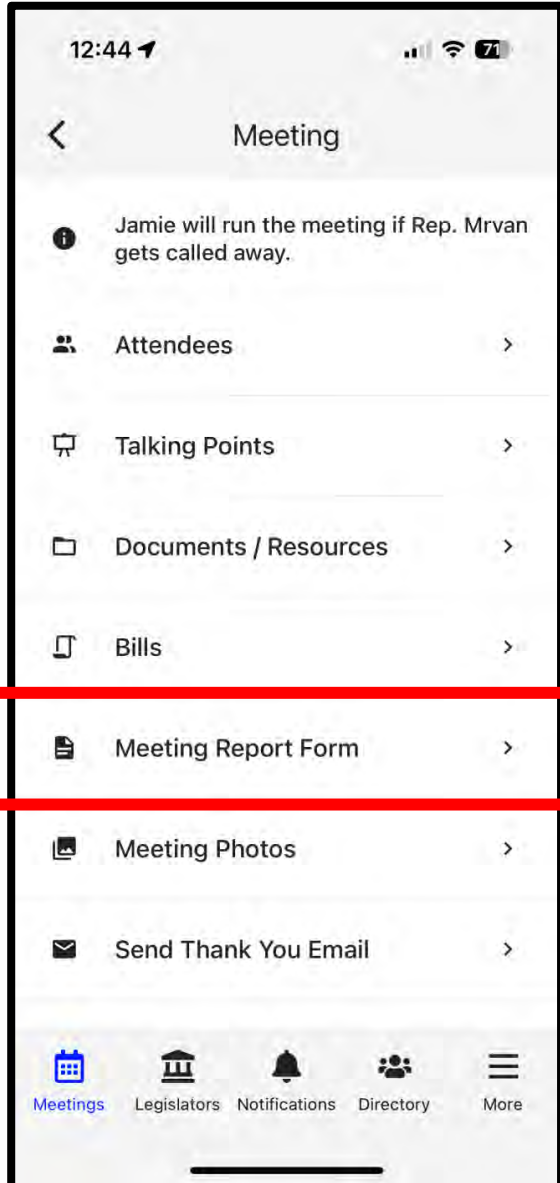 12:44
71
Meeting
Jamie will run the meeting if Rep. Mrvan
gets called away.
Attendees
Talking Points
Documents / Resources
Bills
Meeting Report Form
Meeting Photos
Send Thank You Email
Meetings Legislators Notifications Directory More